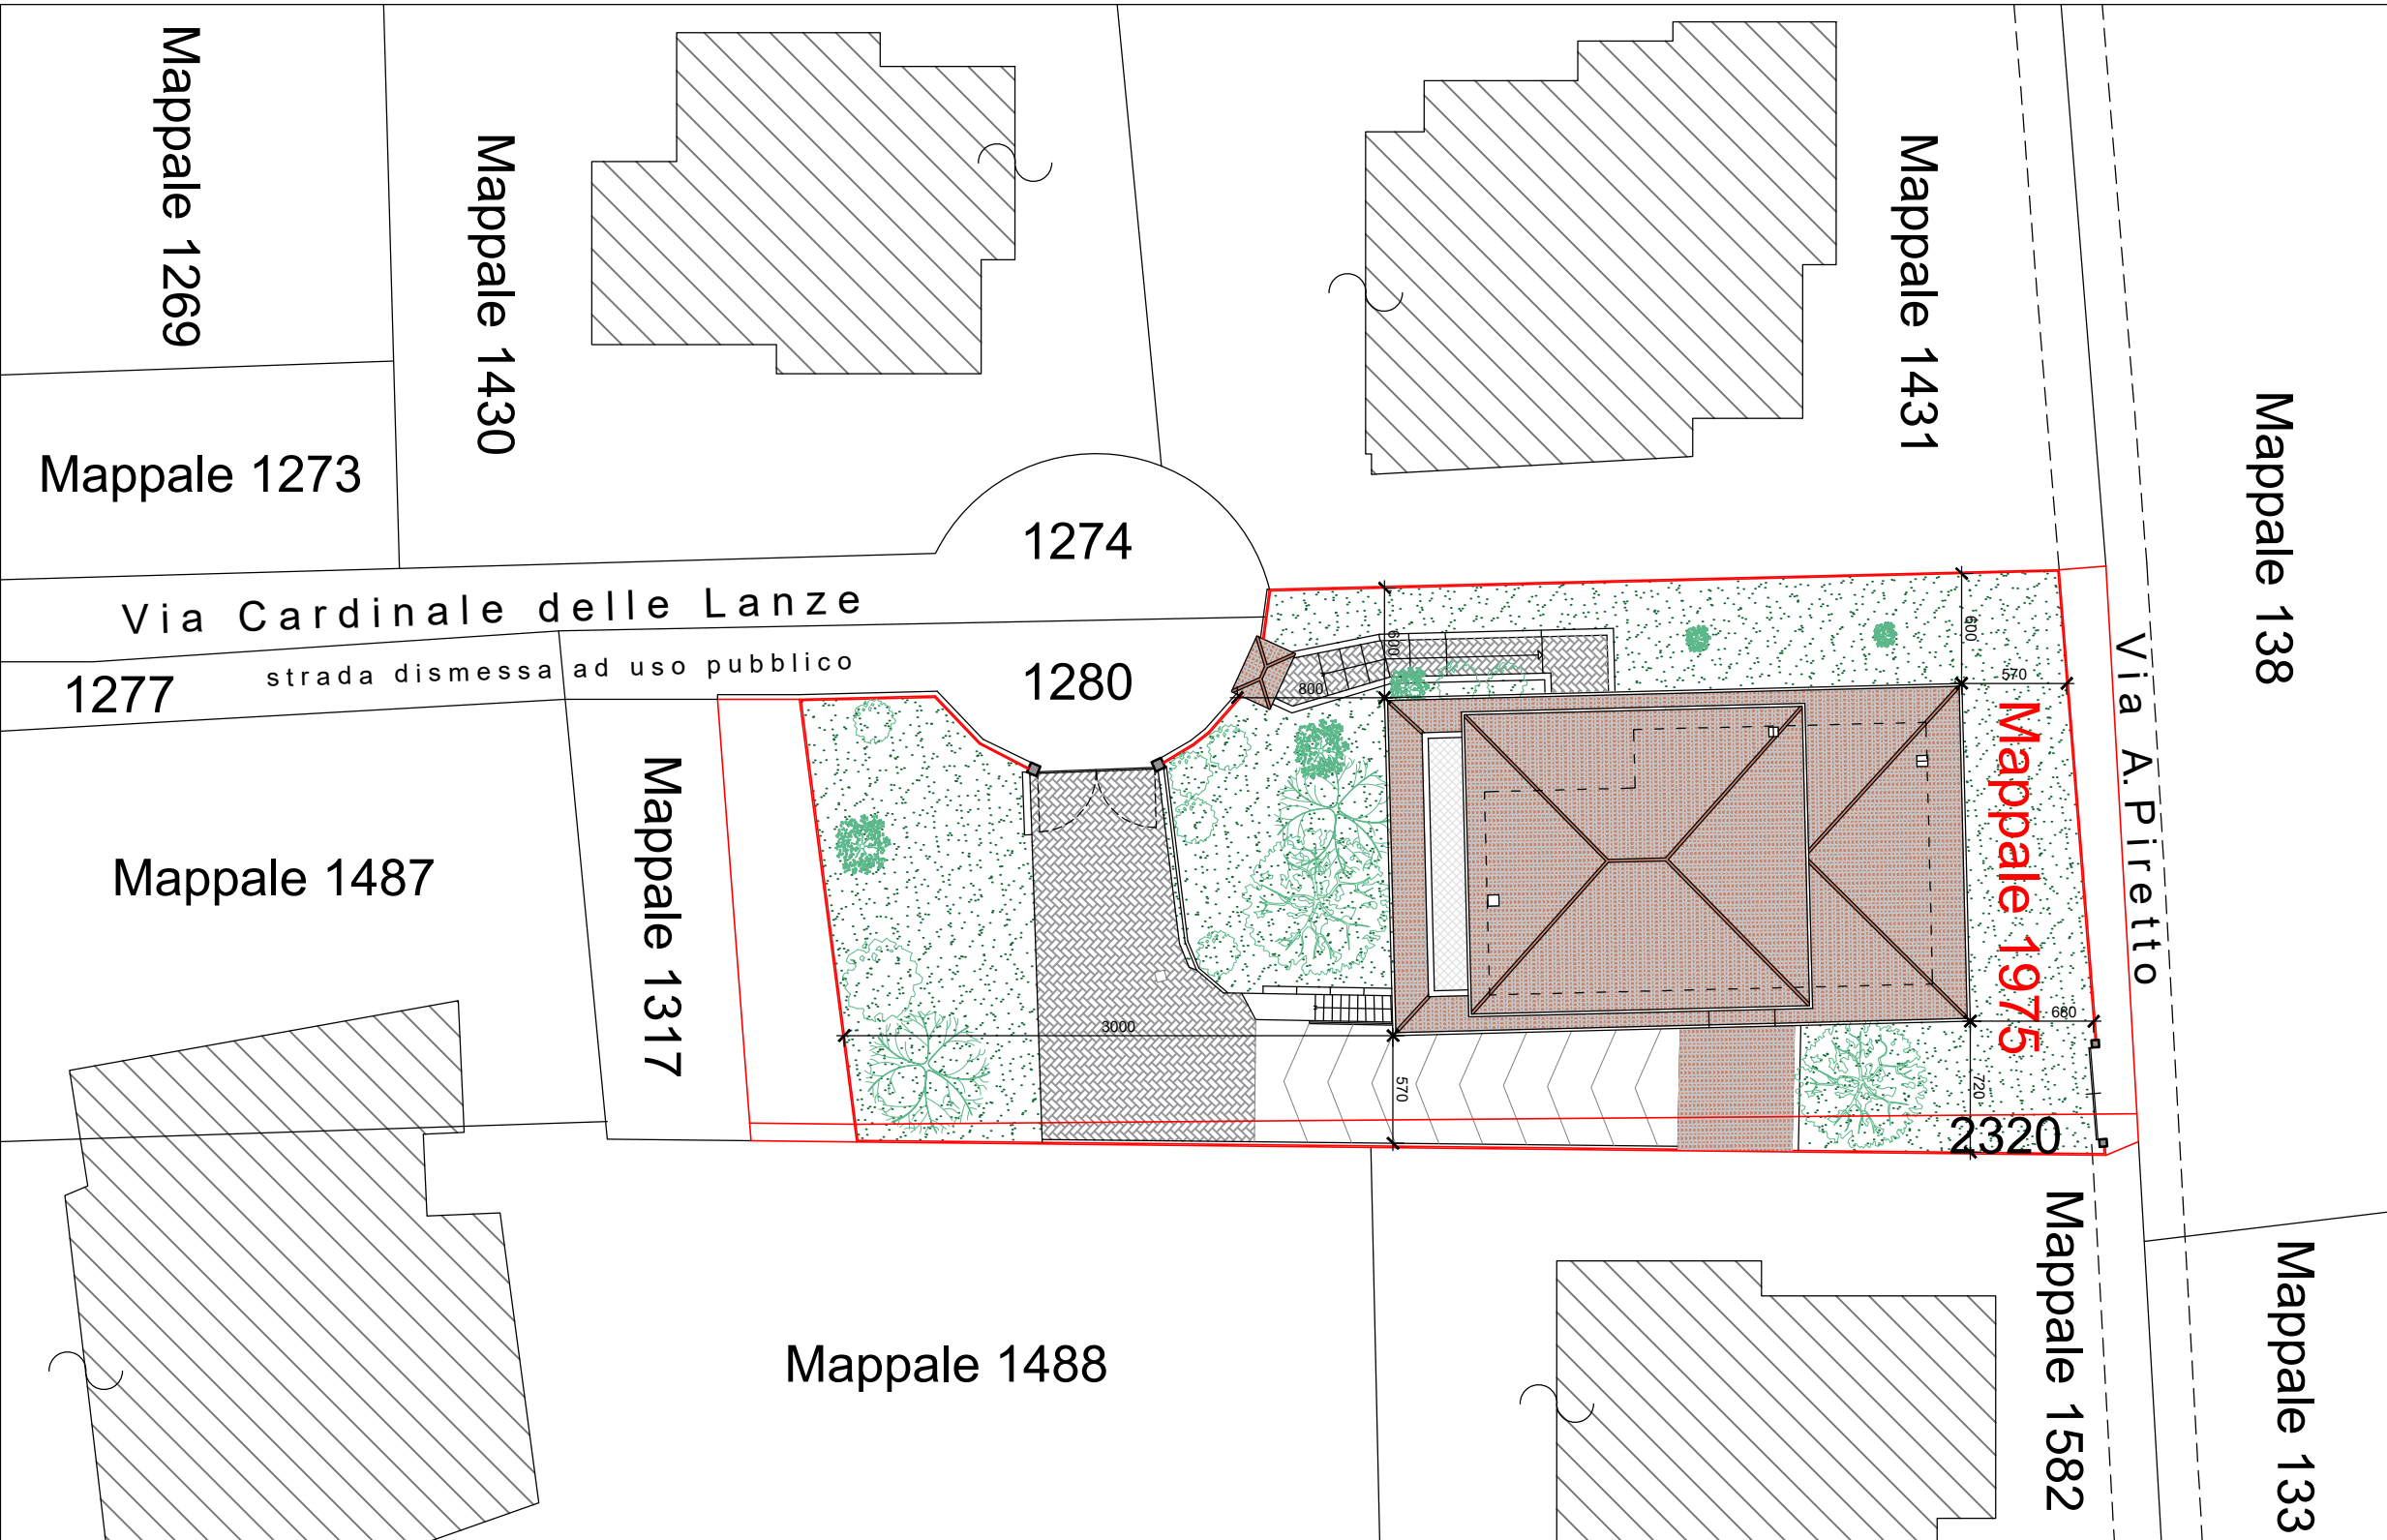 Mappale 1269
Mappale 1430
Mappale 1431
Mappale 138
Mappale 1273
1274
Via Cardinale delle Lanze
strada dismessa ad uso pubblico
1277
1280
600
600
800
570
Via A. Piretto
Mappale 1975
Mappale 1487
Mappale 1317
3000
570
680
720
2320
Mappale 1488
Mappale 1582
Mappale 133